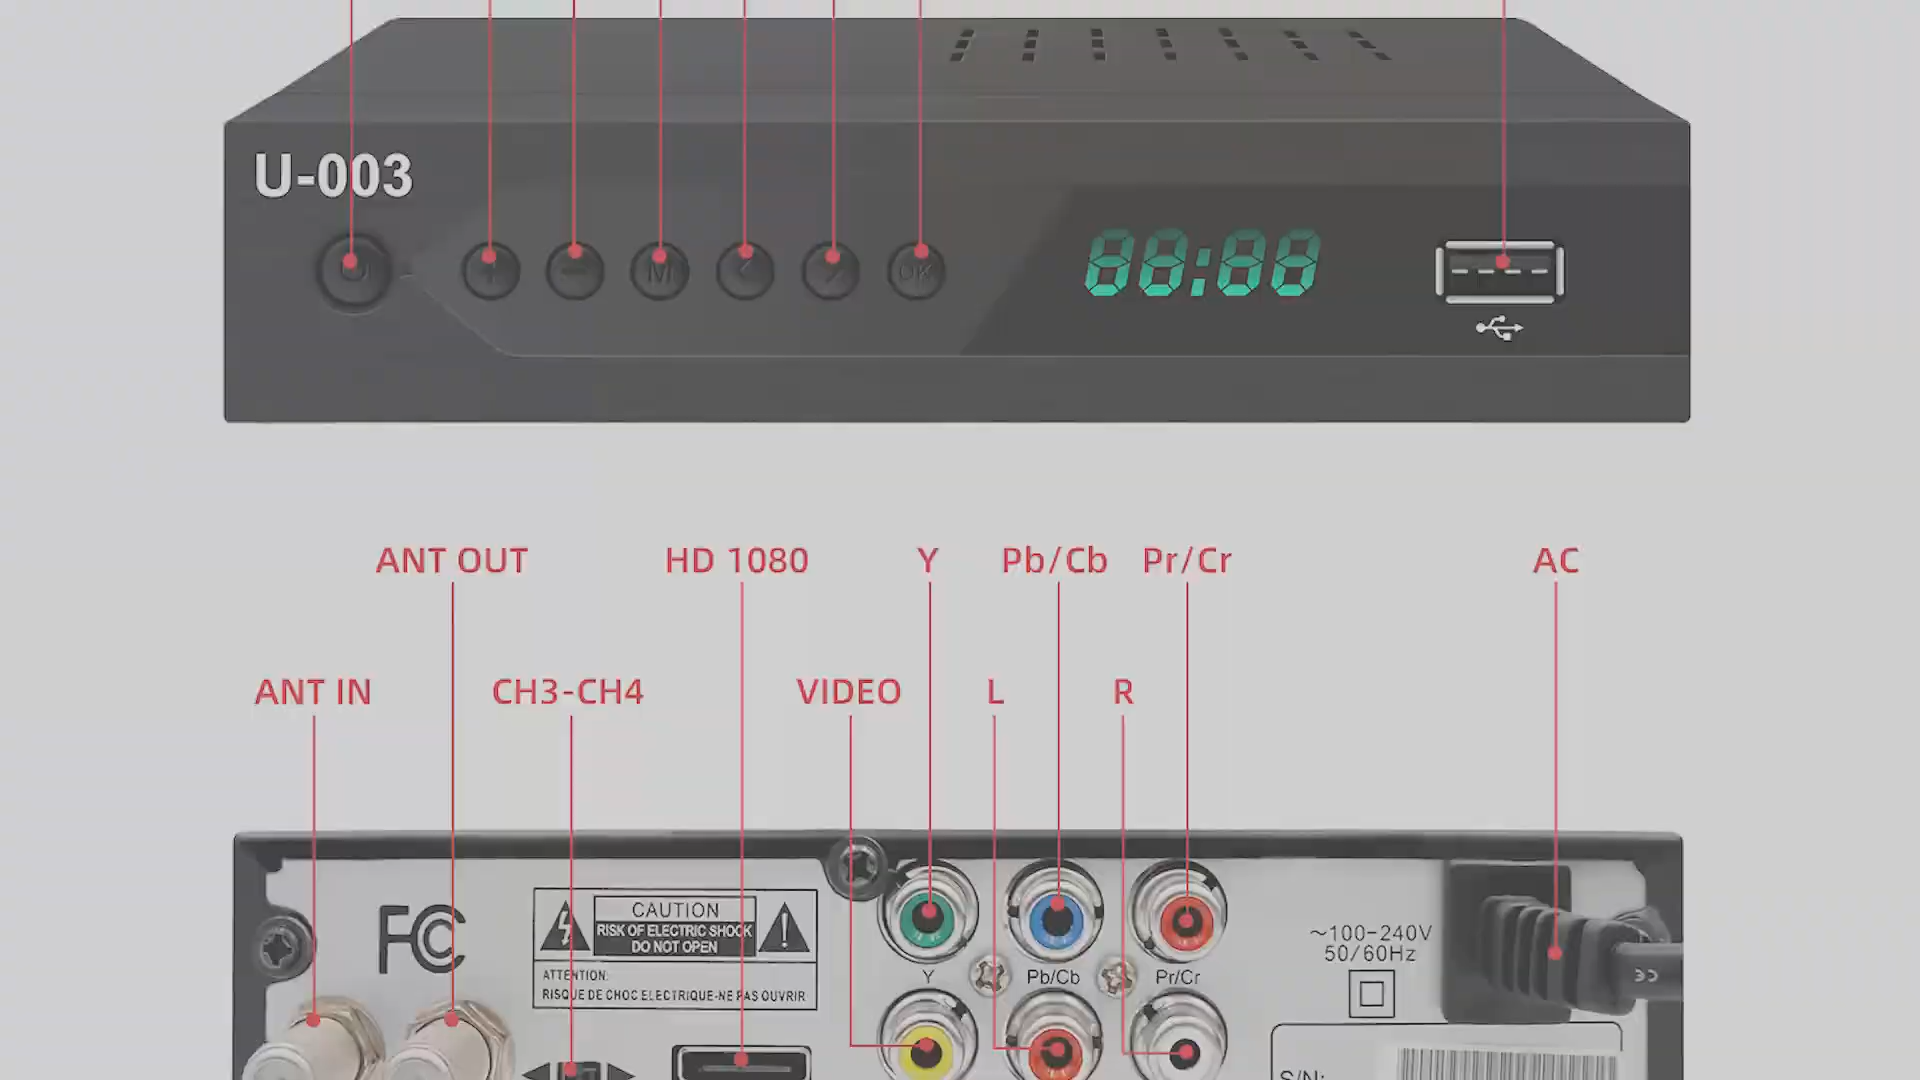 U-003
M
OK
88:88
ANT OUT
HD 1080
Y
Pb/Cb
Pr/Cr
AC
ANT IN
CH3-CH4
VIDEO
L
R
FC
CAUTION
RISK OF ELECTRIC SHOCK
DO NOT OPEN
ATTENTION:
RISQUE DE CHOC ELECTRIQUE-NE PAS OUVRIR
Y
Pb/Cb
Pr/Cr
~100-240V
50/60Hz
S/N: